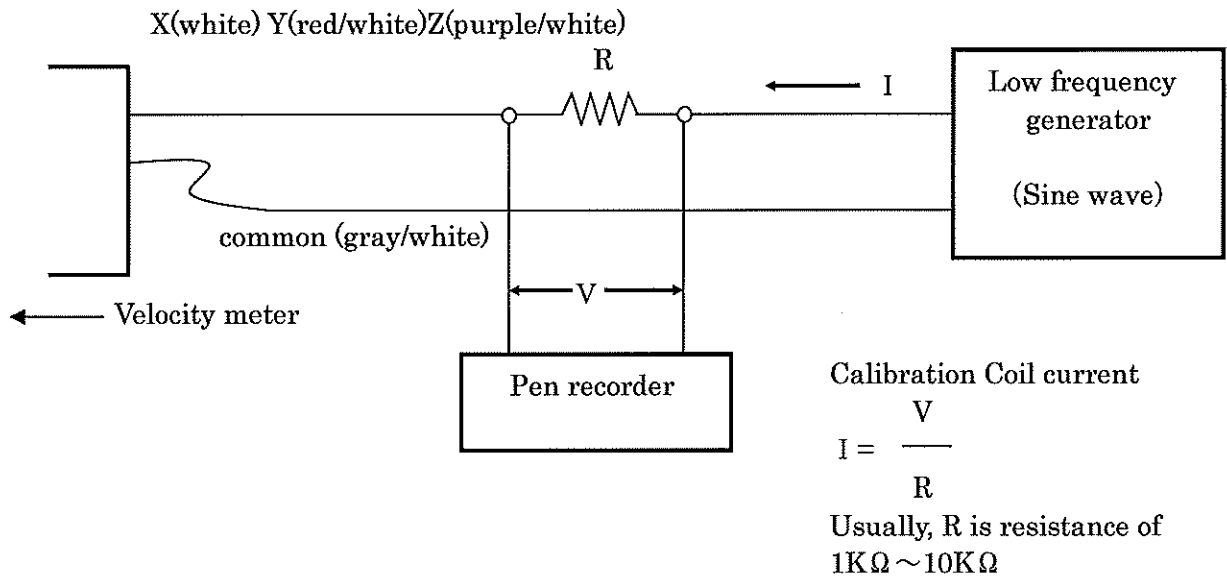 X(white) Y(red/white)Z(purple/white)
R
I
Low frequency
generator
(Sine wave)
common (gray/white)
V
Velocity meter
Pen recorder
Calibration Coil current
V
I =
R
Usually, R is resistance of
1KΩ～10KΩ